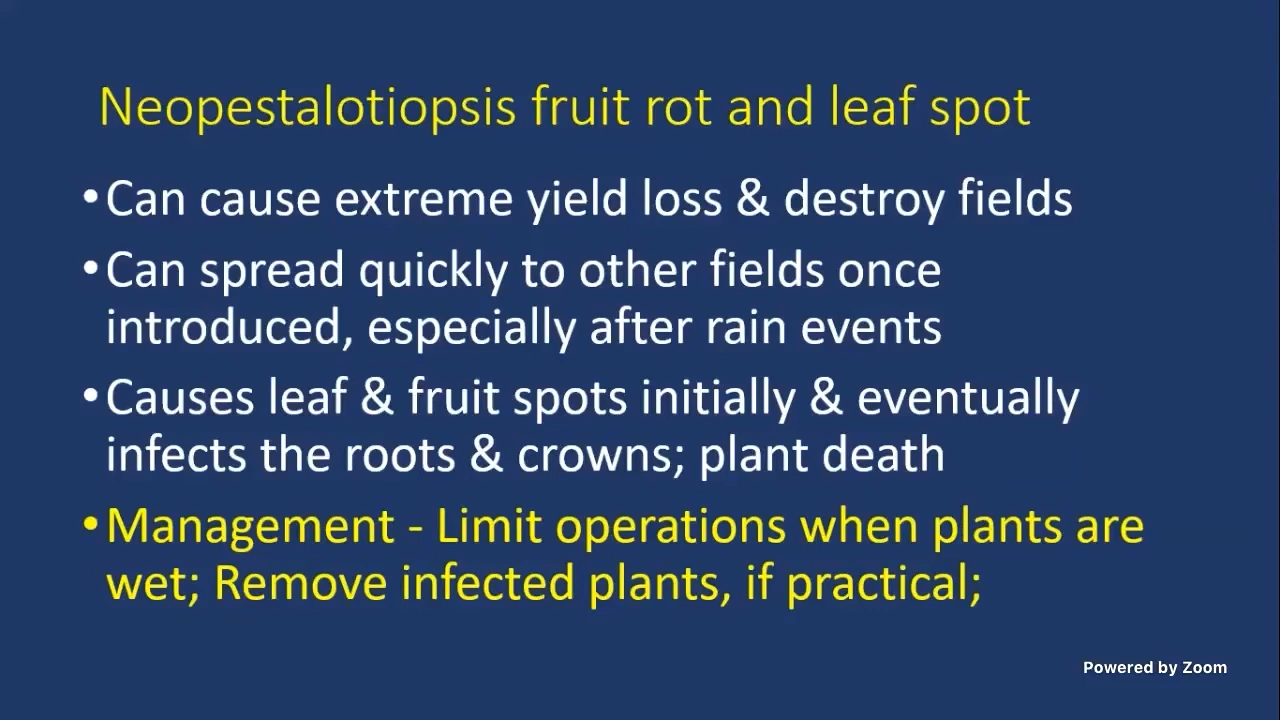 Neopestalotiopsis fruit rot and leaf spot
•Can cause extreme yield loss & destroy fields
•Can spread quickly to other fields once
introduced, especially after rain events
•Causes leaf & fruit spots initially & eventually
infects the roots & crowns; plant death
•Management - Limit operations when plants are
wet; Remove infected plants, if practical;
Powered by Zoom